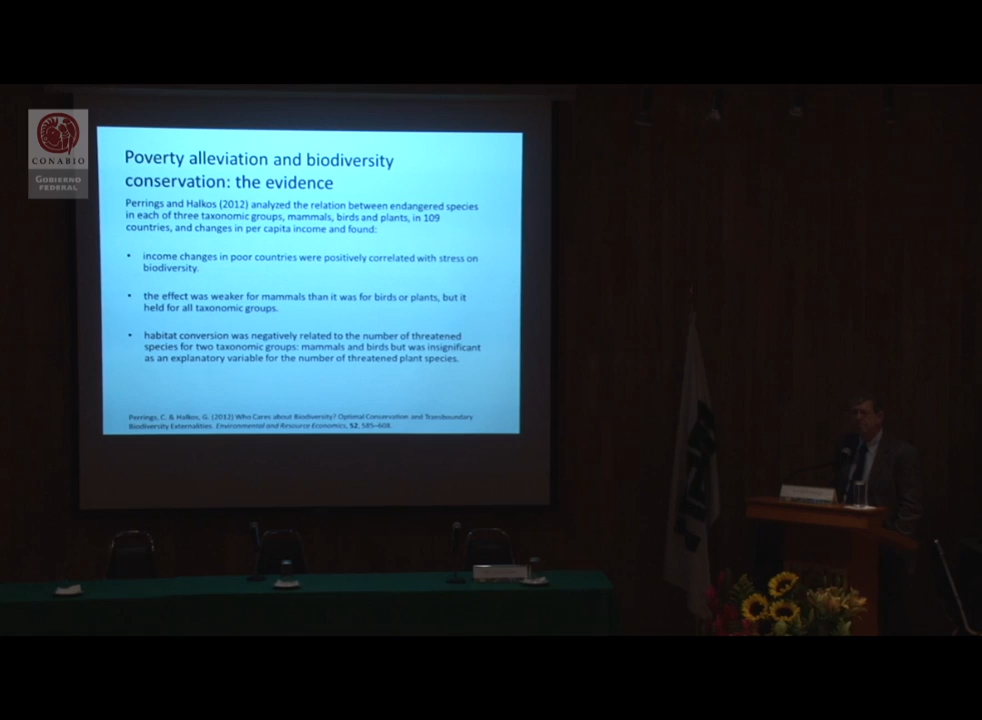 CONABIO
GOBIERNO
FEDERAL
Poverty alleviation and biodiversity
conservation: the evidence
Perrings and Halkos (2012) analyzed the relation between endangered species
in each of three taxonomic groups, mammals, birds and plants, in 109
countries, and changes in per capita income and found:
• income changes in poor countries were positively correlated with stress on
biodiversity.
• the effect was weaker for mammals than it was for birds or plants, but it
held for all taxonomic groups.
• habitat conversion was negatively related to the number of threatened
species for two taxonomic groups: mammals and birds but was insignificant
as an explanatory variable for the number of threatened plant species.
Perrings, C. & Halkos, G. (2012) Who Cares about Biodiversity? Optimal Conservation and Transboundary
Biodiversity Externalities. Environmental and Resource Economics, 52, 585–608.